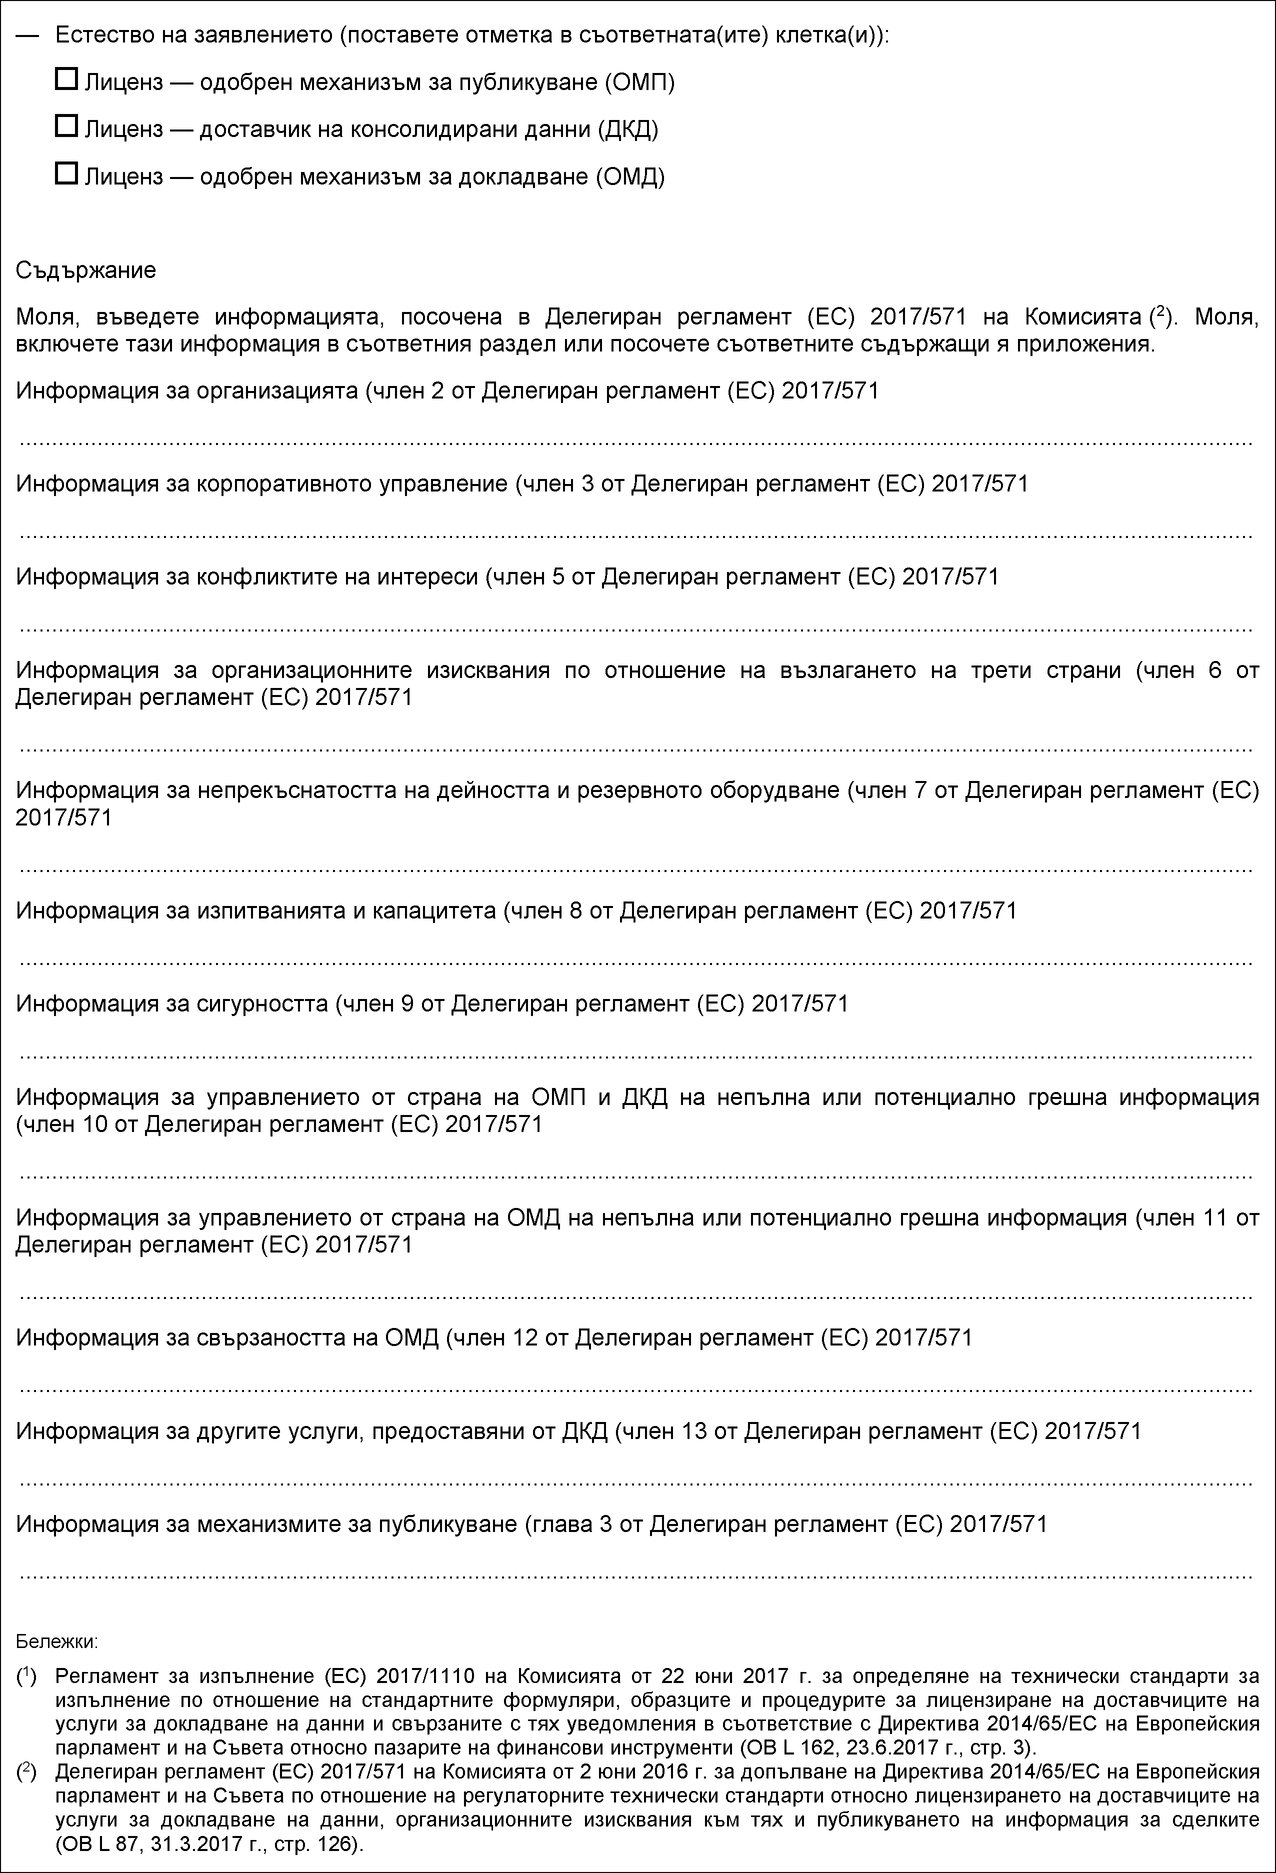 — Естество на заявлението (поставете отметка в съответната(ите) клетка(и)):
Лиценз — одобрен механизъм за публикуване (ОМП)
Лиценз — доставчик на консолидирани данни (ДКД)
Лиценз — одобрен механизъм за докладване (ОМД)
Съдържание
Моля, въведете информацията, посочена в Делегиран регламент (ЕС) 2017/571 на Комисията (²). Моля,
включете тази информация в съответния раздел или посочете съответните съдържащи я приложения.
Информация за организацията (член 2 от Делегиран регламент (ЕС) 2017/571
Информация за корпоративното управление (член 3 от Делегиран регламент (ЕС) 2017/571
Информация за конфликтите на интереси (член 5 от Делегиран регламент (ЕС) 2017/571
Информация за организационните изисквания по отношение на възлагането на трети страни (член 6 от
Делегиран регламент (ЕС) 2017/571
Информация за непрекъснатостта на дейността и резервното оборудване (член 7 от Делегиран регламент (ЕС)
2017/571
Информация за изпитванията и капацитета (член 8 от Делегиран регламент (ЕС) 2017/571
Информация за сигурността (член 9 от Делегиран регламент (ЕС) 2017/571
Информация за управлението от страна на ОМП и ДКД на непълна или потенциално грешна информация
(член 10 от Делегиран регламент (ЕС) 2017/571
Информация за управлението от страна на ОМД на непълна или потенциално грешна информация (член 11 от
Делегиран регламент (ЕС) 2017/571
Информация за свързаността на ОМД (член 12 от Делегиран регламент (ЕС) 2017/571
Информация за другите услуги, предоставяни от ДКД (член 13 от Делегиран регламент (ЕС) 2017/571
Информация за механизмите за публикуване (глава 3 от Делегиран регламент (ЕС) 2017/571
Бележки:
(¹) Регламент за изпълнение (ЕС) 2017/1110 на Комисията от 22 юни 2017 г. за определяне на технически стандарти за
изпълнение по отношение на стандартните формуляри, образците и процедурите за лицензиране на доставчиците на
услуги за докладване на данни и свързаните с тях уведомления в съответствие с Директива 2014/65/ЕС на Европейския
парламент и на Съвета относно пазарите на финансови инструменти (ОВ L 162, 23.6.2017 г., стр. 3).
(²) Делегиран регламент (ЕС) 2017/571 на Комисията от 2 юни 2016 г. за допълване на Директива 2014/65/ЕС на Европейския
парламент и на Съвета по отношение на регулаторните технически стандарти относно лицензирането на доставчиците на
услуги за докладване на данни, организационните изисквания към тях и публикуването на информация за сделките
(ОВ L 87, 31.3.2017 г., стр. 126).